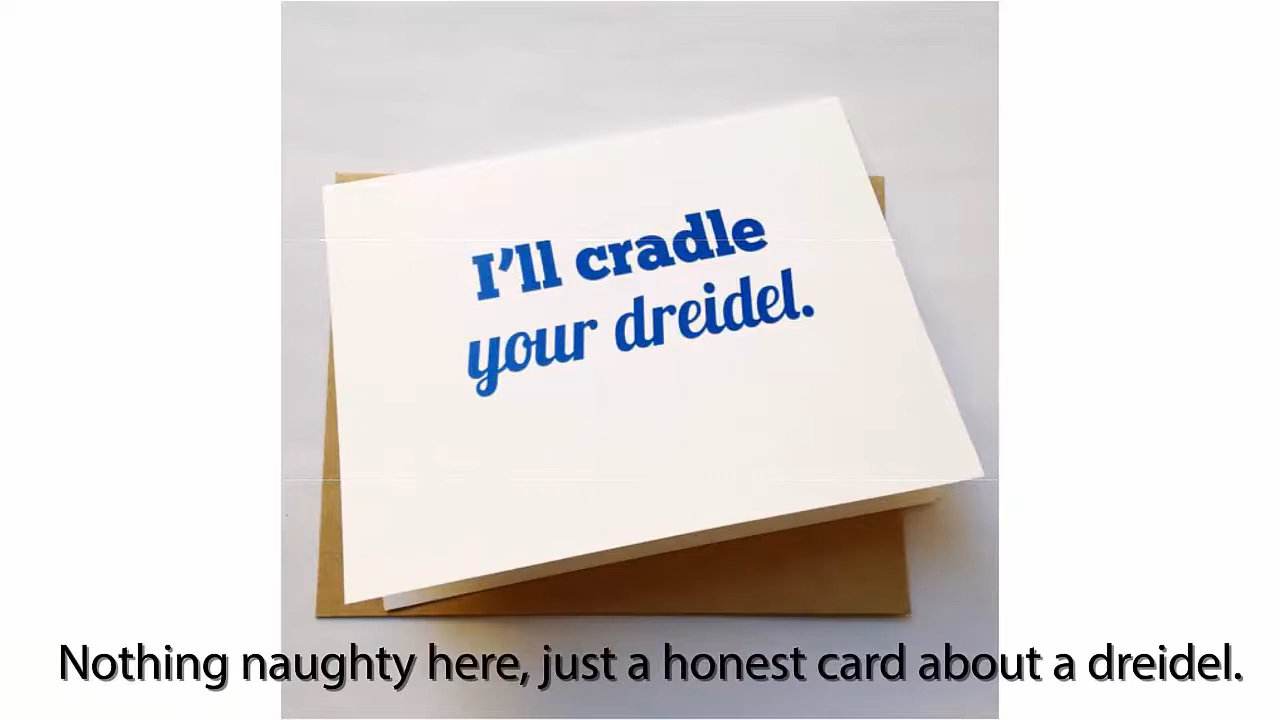 I'll cradle
your dreidel.
Nothing naughty here, just a honest card about a dreidel.